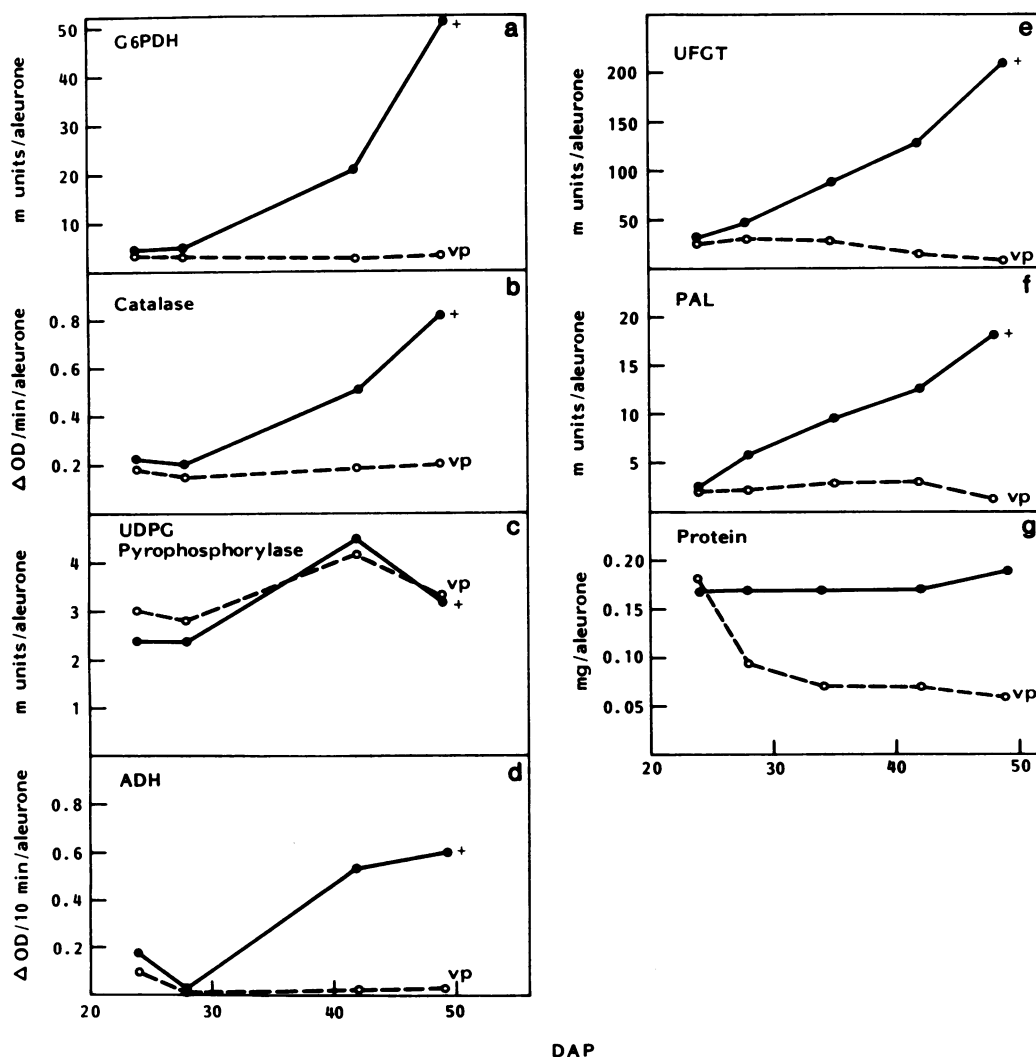 a
G6PDH
50
40
30
20
10
m units/aleurone
+
vp
b
Catalase
0.8
0.6
0.4
0.2
Δ OD/min/aleurone
+
vp
c
UDPG
Pyrophosphorylase
4
3
2
1
m units/aleurone
vp
+
d
ADH
0.8
0.6
0.4
0.2
Δ OD/10 min/aleurone
+
vp
20 30 40 50
e
UFGT
200
150
100
50
m units/aleurone
+
vp
f
PAL
20
15
10
5
m units/aleurone
+
vp
g
Protein
0.20
0.15
0.10
0.05
mg/aleurone
vp
20 30 40 50
DAP